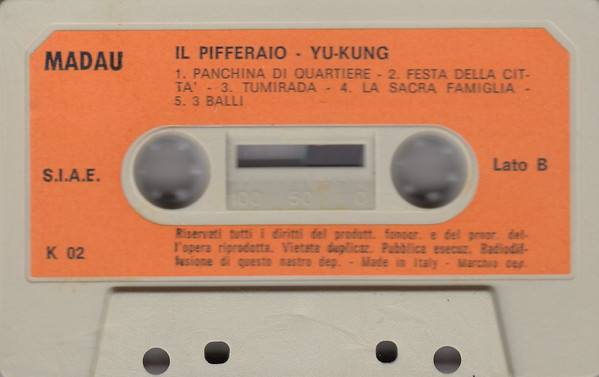 MADAU
IL PIFFERAIO - YU-KUNG
1. PANCHINA DI QUARTIERE - 2. FESTA DELLA CIT-
TA' - 3. TUMIRADA - 4. LA SACRA FAMIGLIA -
5. 3 BALLI
S.I.A.E.
Lato B
100 50 0
K 02
Riservati tutti i diritti del produtt. fonogr. e del propr. del-
l'opera riprodotta. Vietata duplicaz. Pubblica esecuz. Radiodif-
fusione di questo nastro dep. - Made in Italy - Marchio dep.